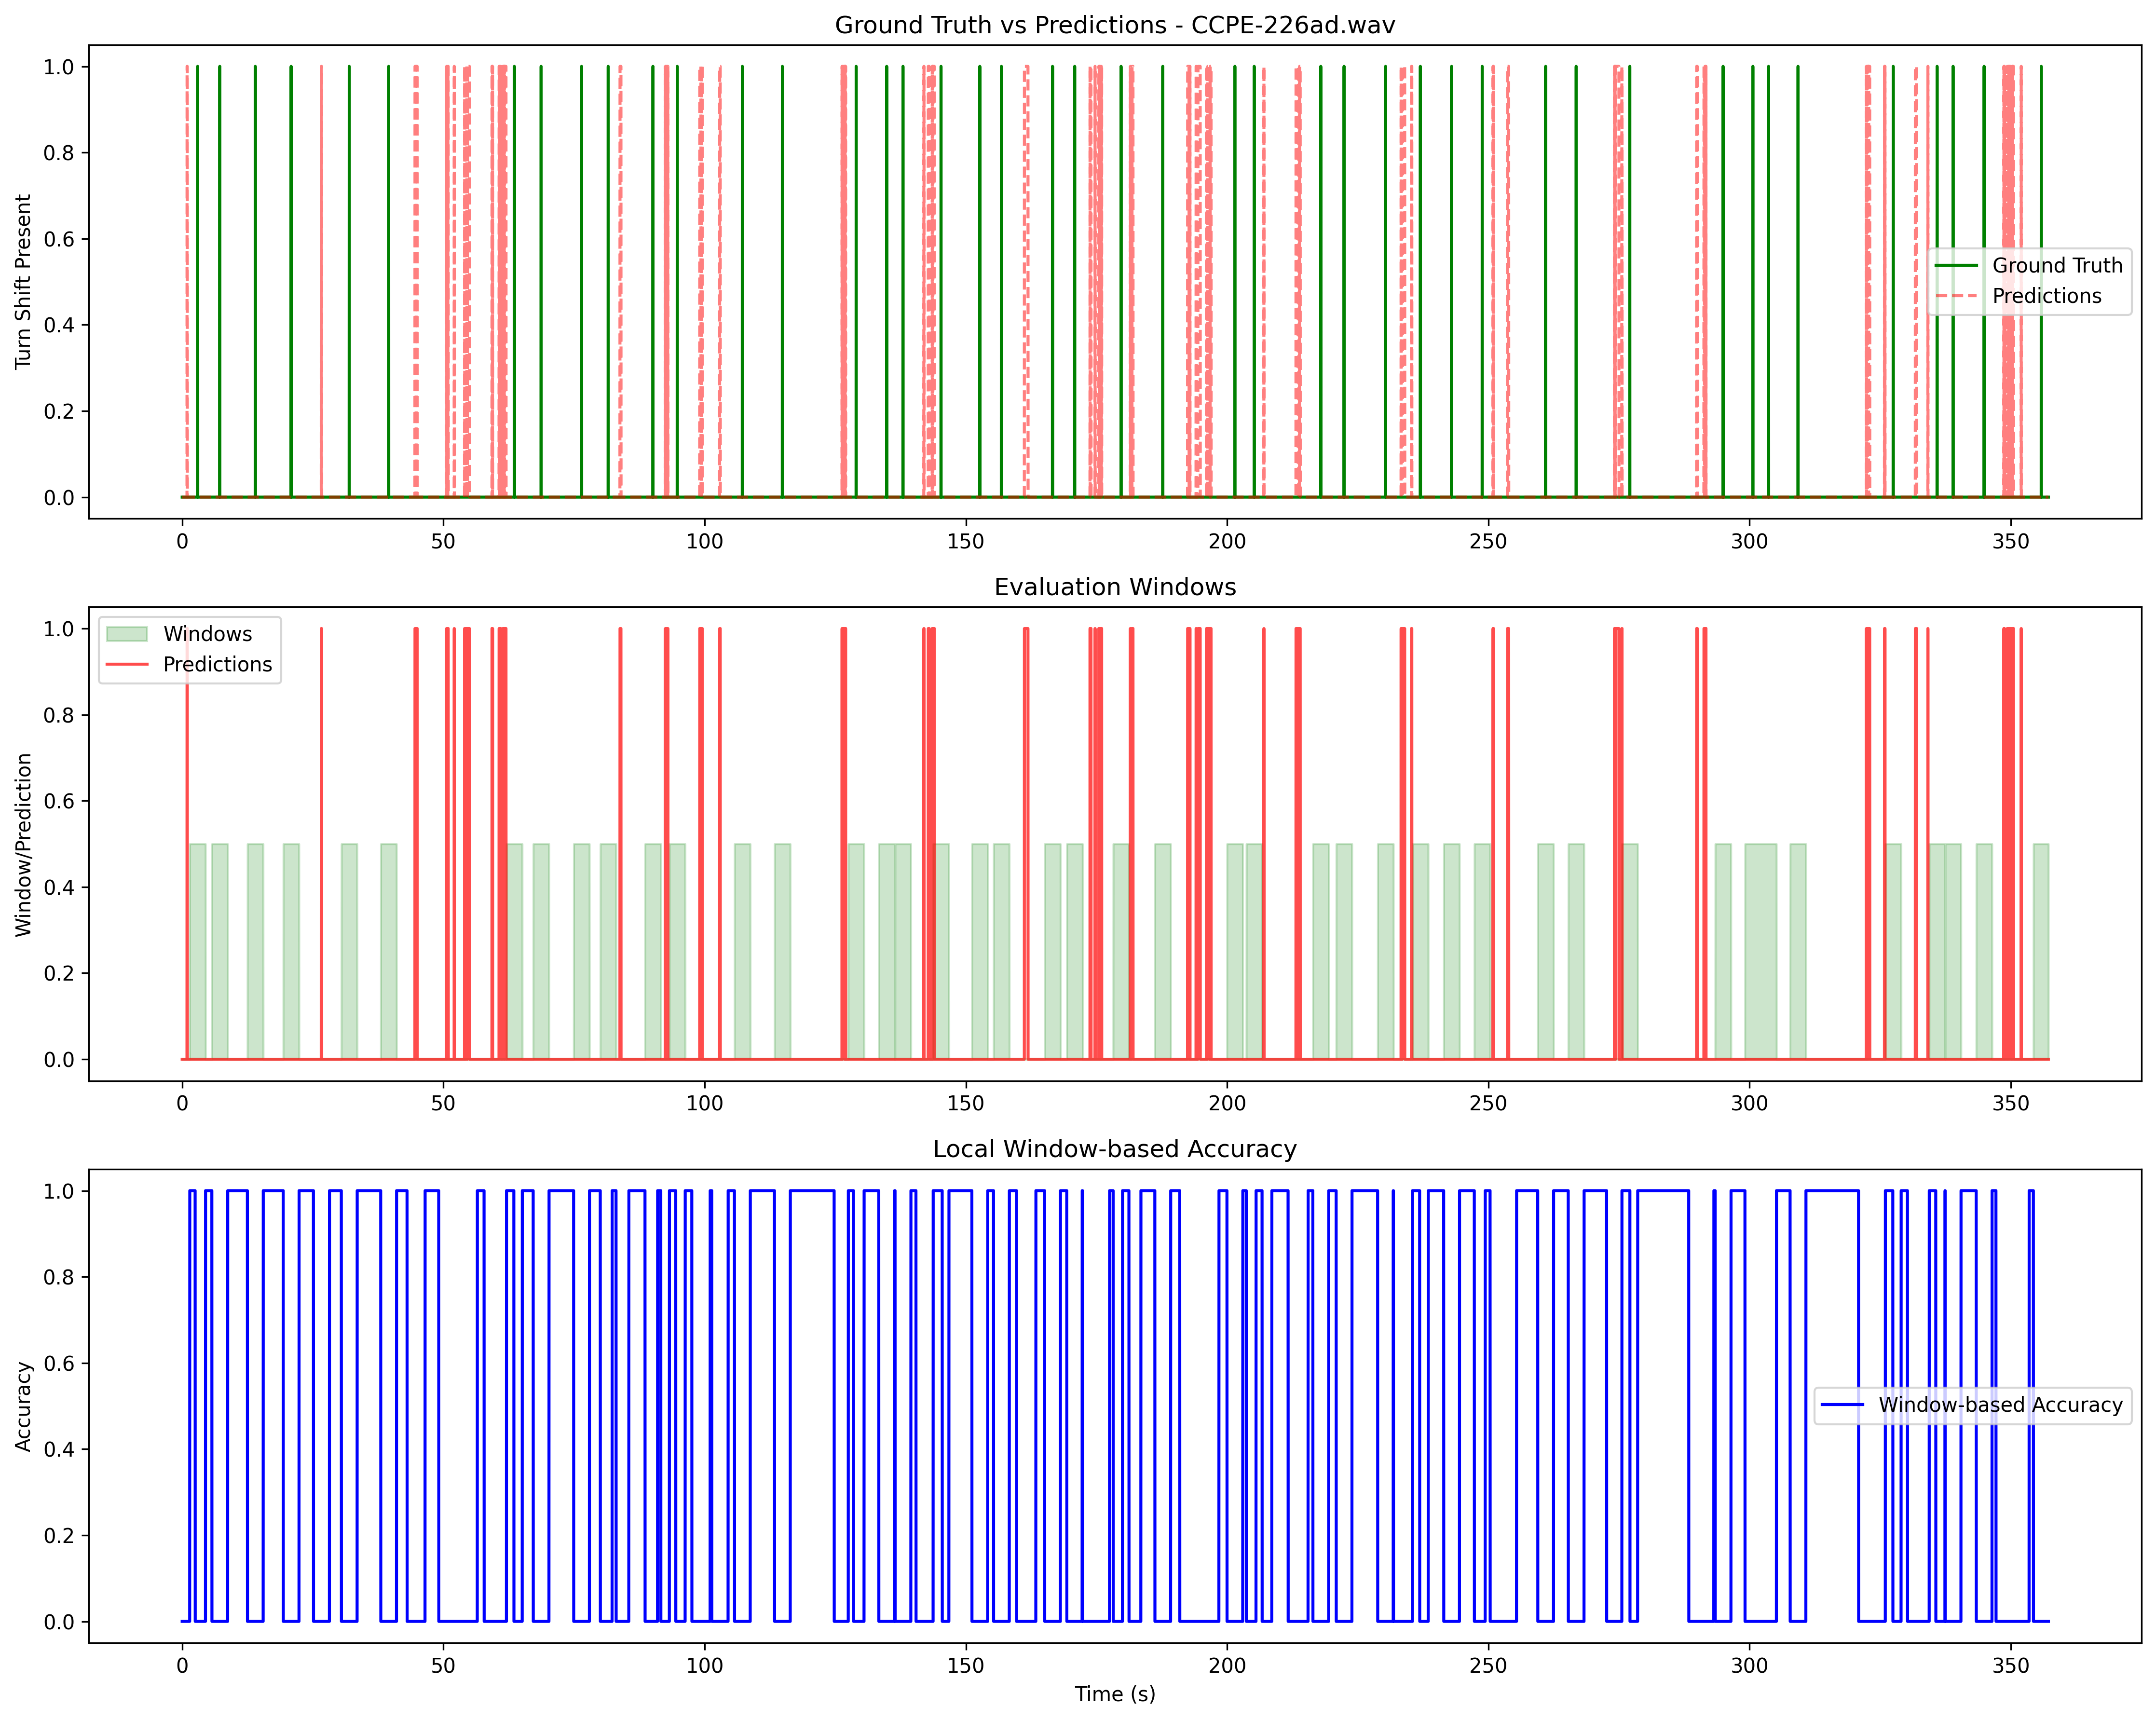 Ground Truth vs Predictions - CCPE-226ad.wav
Turn Shift Present
1.0
0.8
0.6
0.4
0.2
0.0
Ground Truth
Predictions
0 50 100 150 200 250 300 350
Evaluation Windows
Window/Prediction
1.0
0.8
0.6
0.4
0.2
0.0
Windows
Predictions
0 50 100 150 200 250 300 350
Local Window-based Accuracy
Accuracy
1.0
0.8
0.6
0.4
0.2
0.0
Window-based Accuracy
0 50 100 150 200 250 300 350
Time (s)